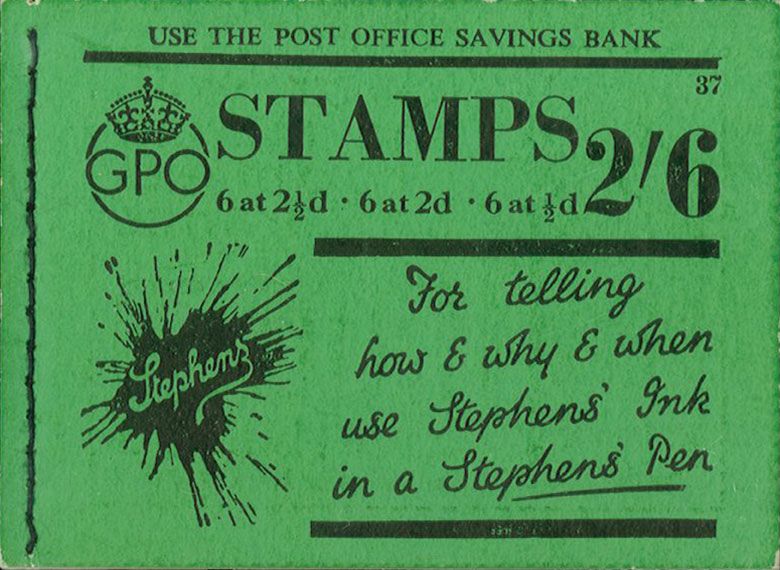 USE THE POST OFFICE SAVINGS BANK
37
GPO
STAMPS
2/6
6 at 2½d · 6 at 2d · 6 at ½d
Stephens'
For telling
how & why & when
use Stephens' Ink
in a Stephens' Pen